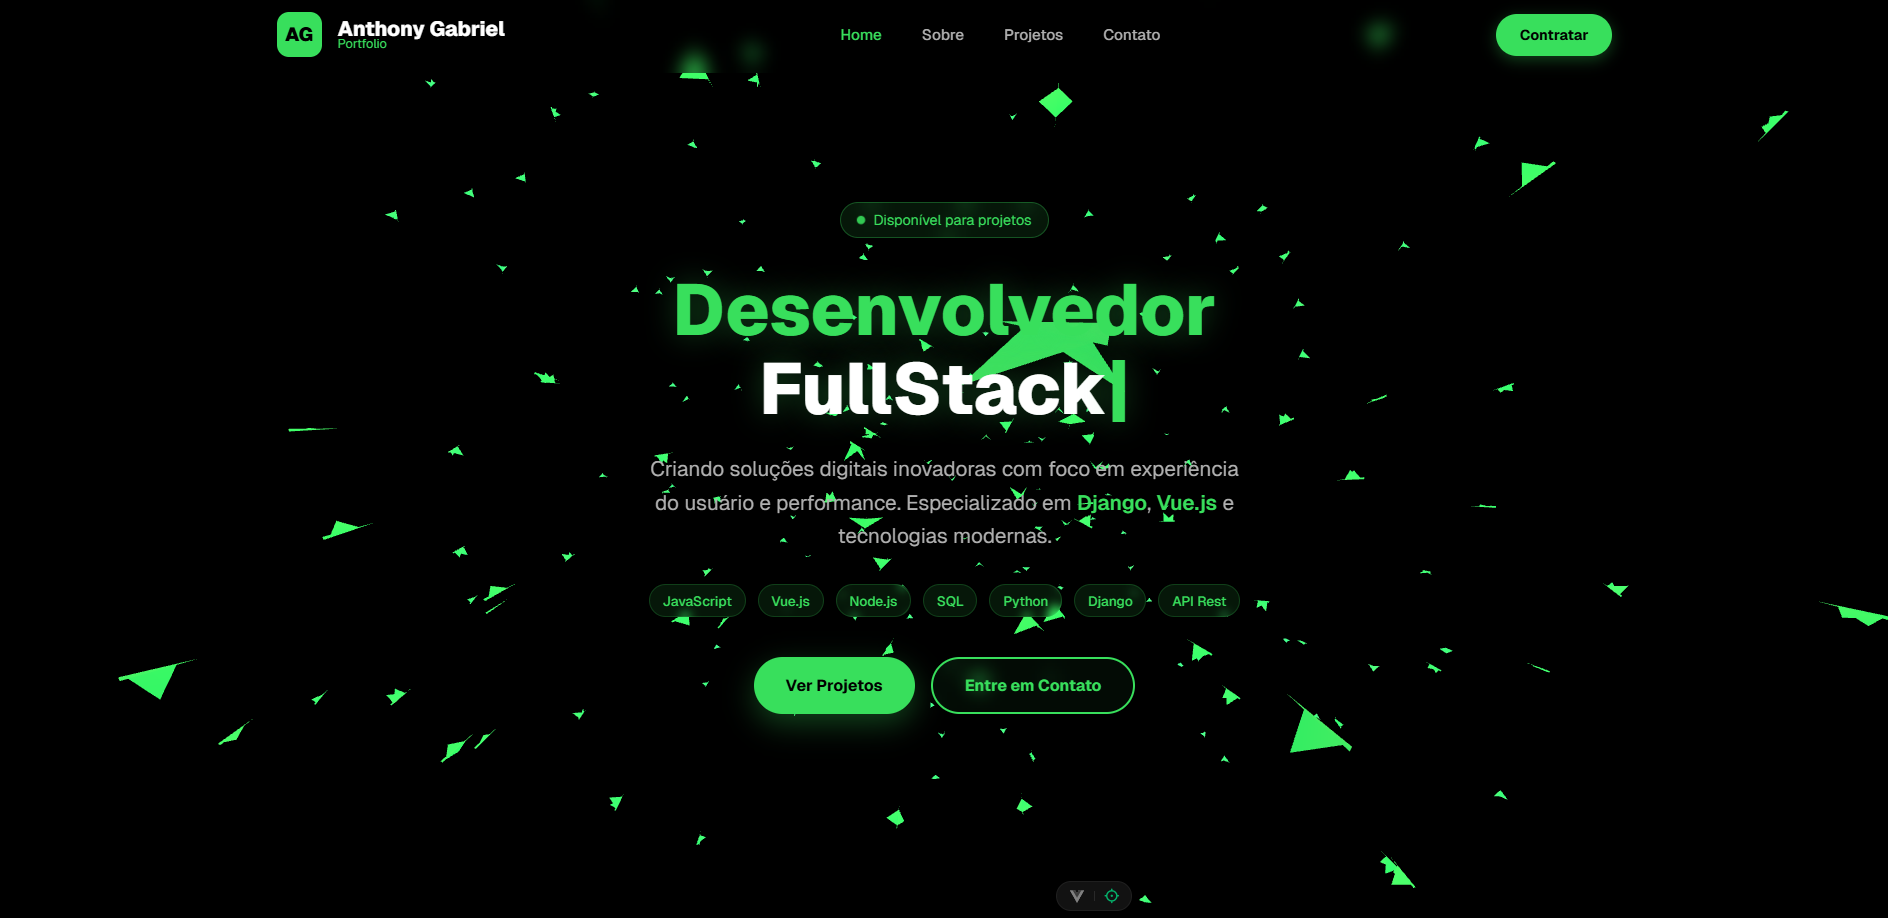 AG
Anthony Gabriel
Portfolio
Home Sobre Projetos Contato
Contratar
Disponível para projetos
Desenvolvedor
FullStack|
Criando soluções digitais inovadoras com foco em experiência
do usuário e performance. Especializado em Django, Vue.js e
tecnologias modernas.
JavaScript Vue.js Node.js SQL Python Django API Rest
Ver Projetos Entre em Contato